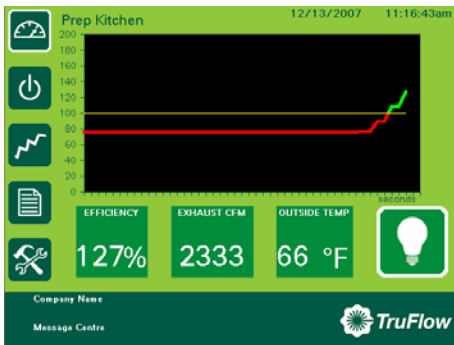 Prep Kitchen 12/13/2007 11:16:43am
200
180
160
140
120
100
80
60
40
20
0
seconds
EFFICIENCY EXHAUST CFM OUTSIDE TEMP
127% 2333 66 °F
Company Name
Message Centre
TruFlow